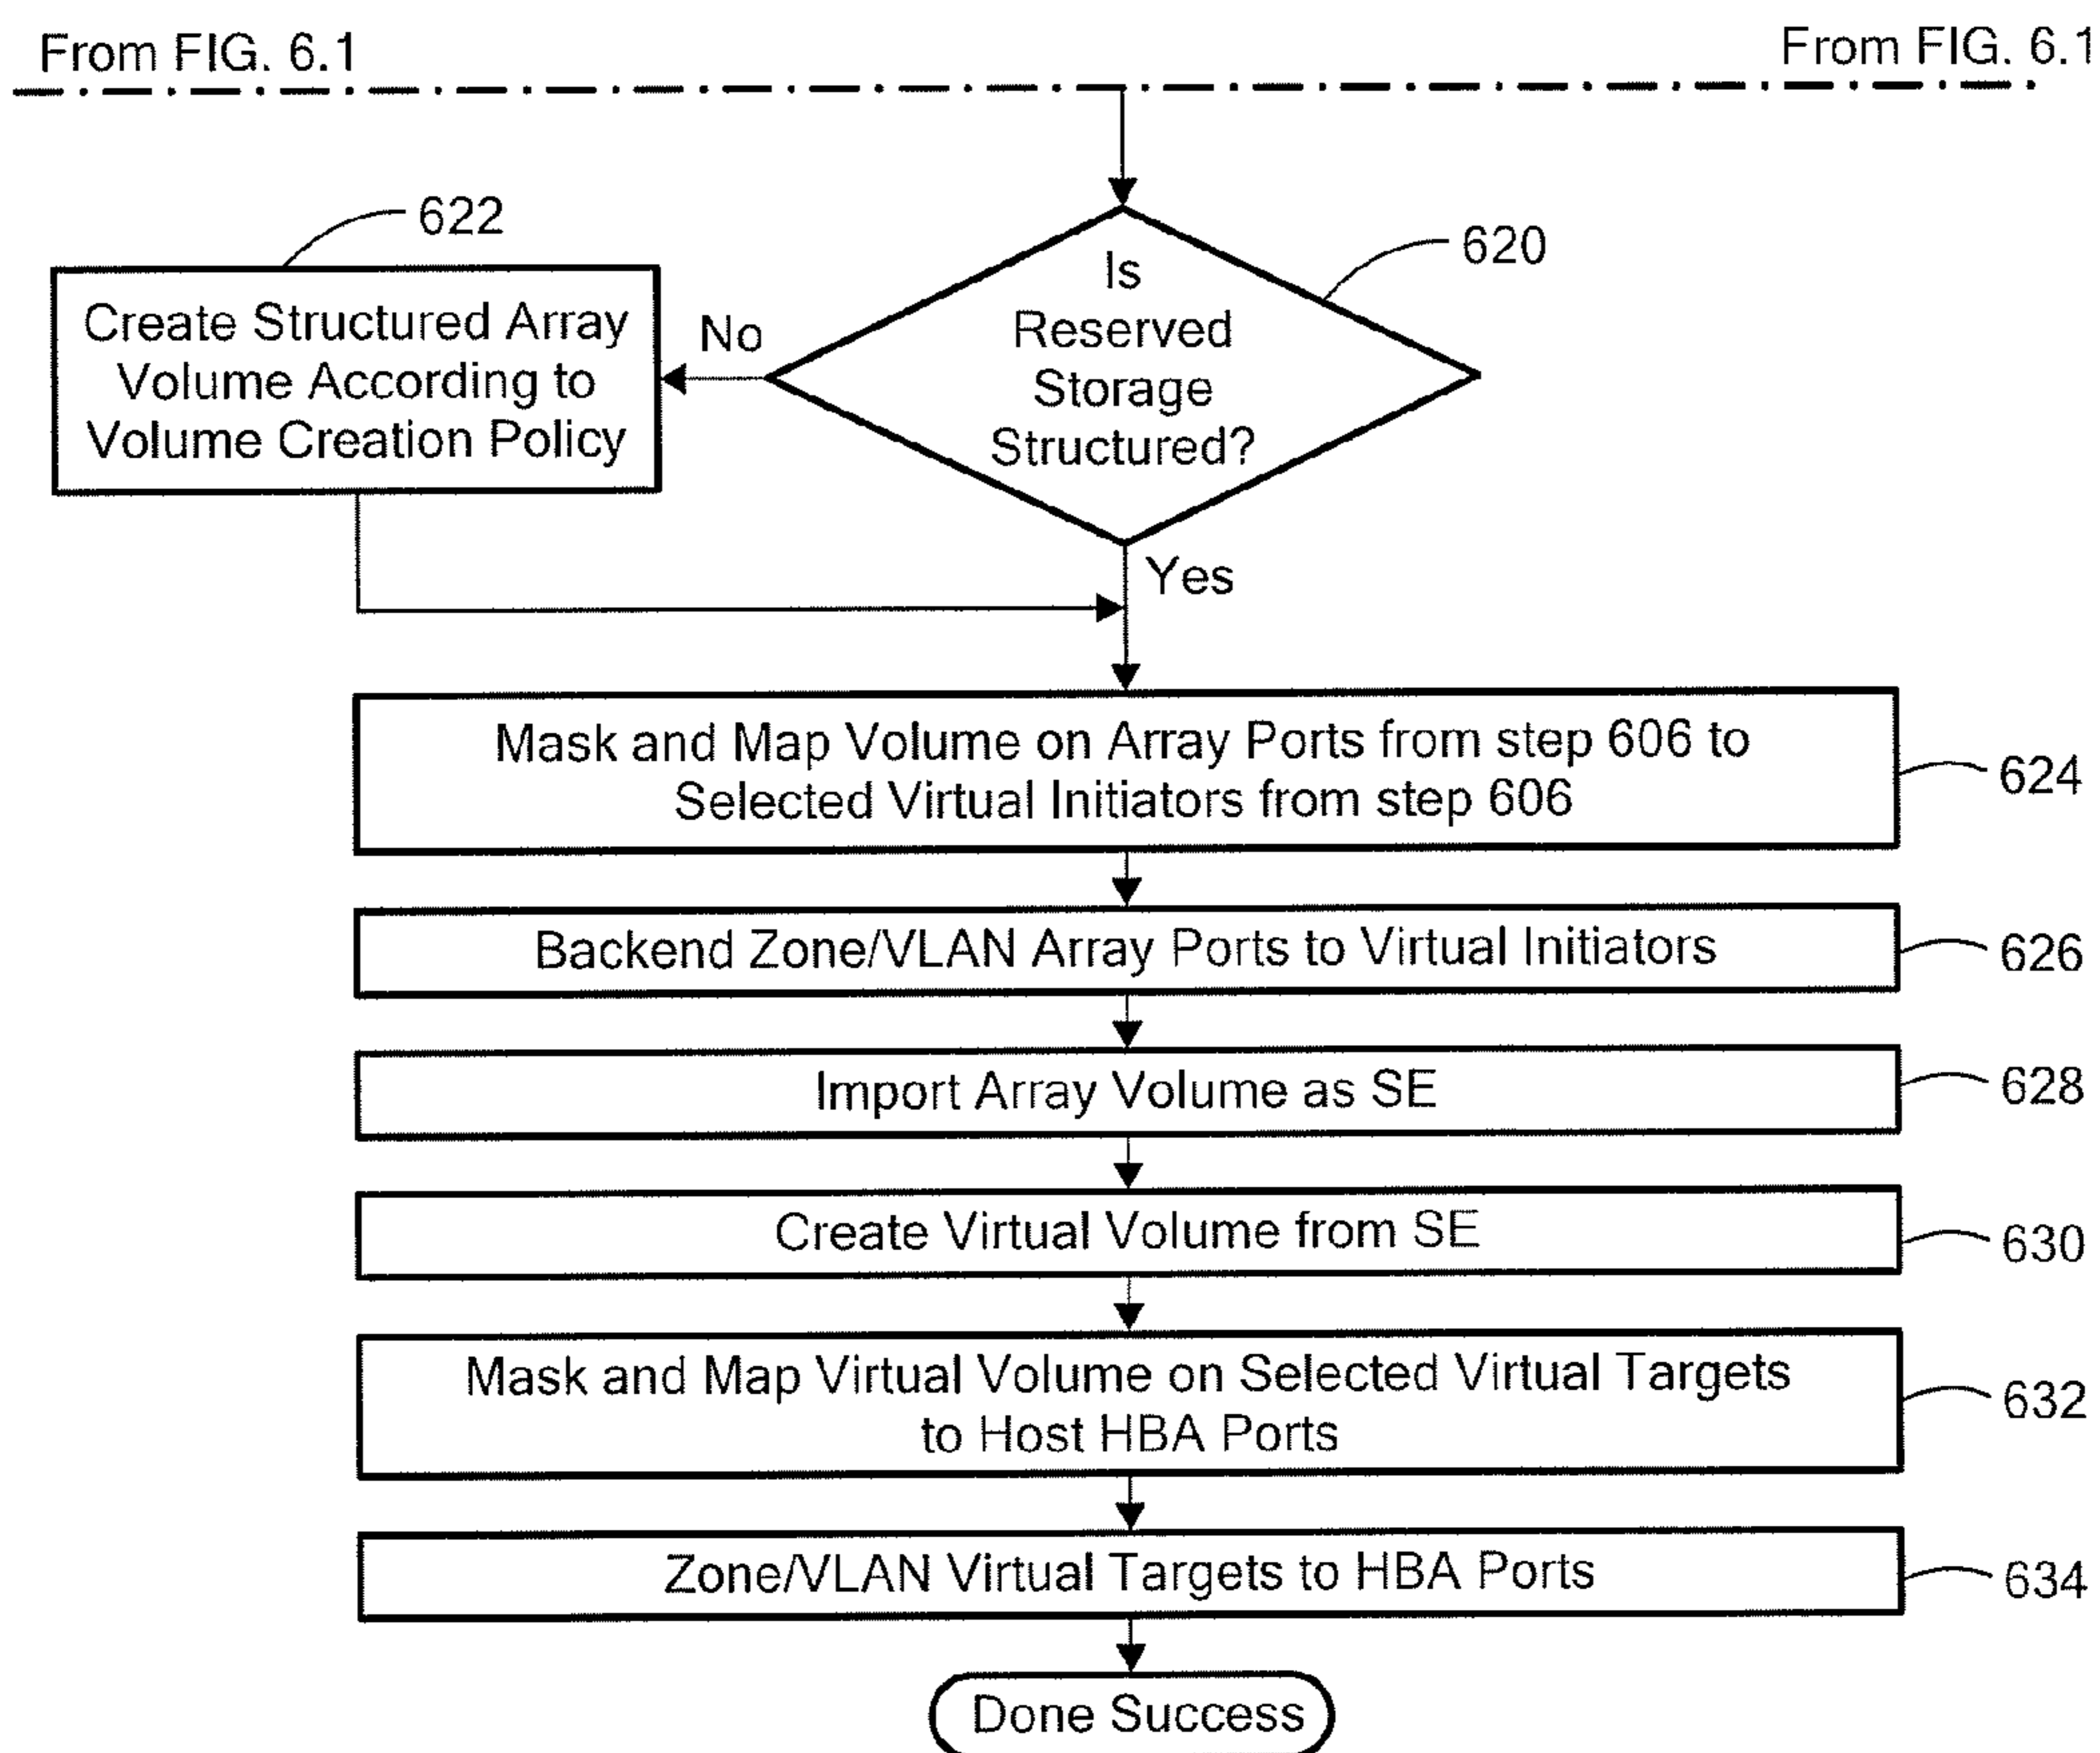 From FIG. 6.1
From FIG. 6.1
622
620
Is
Reserved
Storage
Structured?
No
Create Structured Array
Volume According to
Volume Creation Policy
Yes
Mask and Map Volume on Array Ports from step 606 to
Selected Virtual Initiators from step 606
624
Backend Zone/VLAN Array Ports to Virtual Initiators
626
Import Array Volume as SE
628
Create Virtual Volume from SE
630
Mask and Map Virtual Volume on Selected Virtual Targets
to Host HBA Ports
632
Zone/VLAN Virtual Targets to HBA Ports
634
Done Success